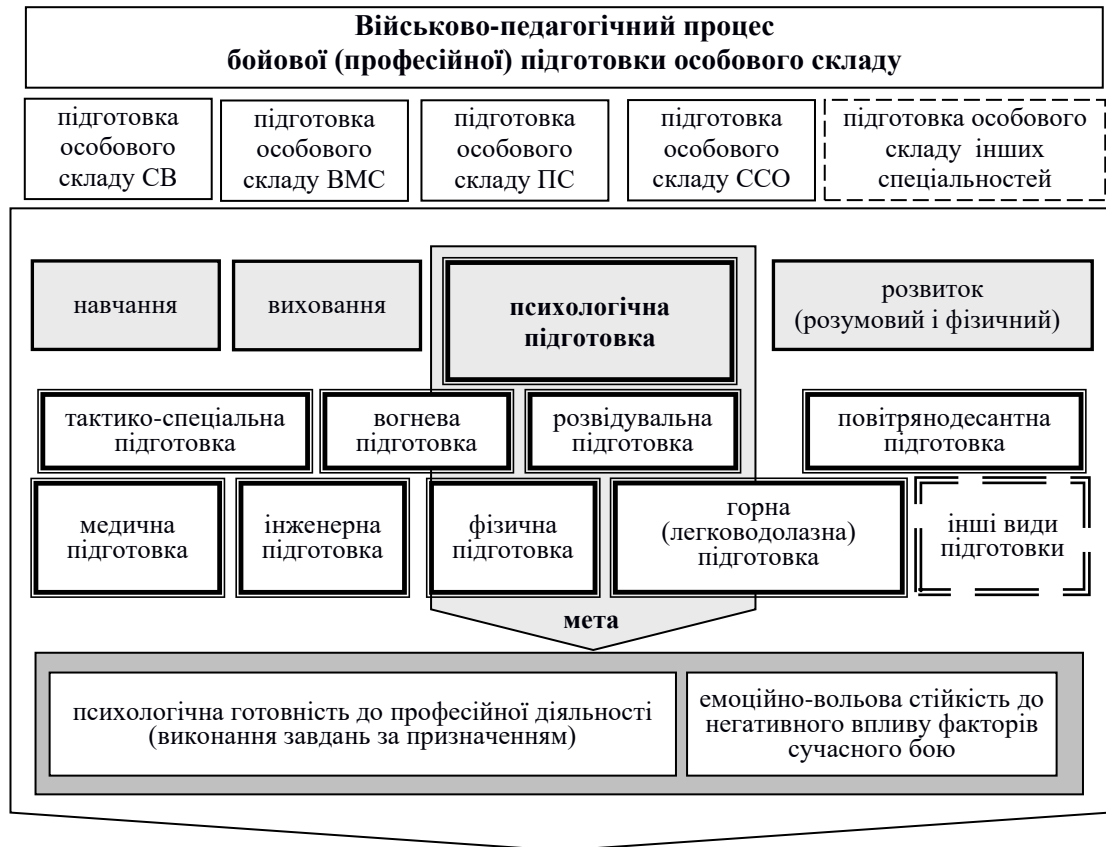 Військово-педагогічний процес
бойової (професійної) підготовки особового складу
підготовка
особового
складу СВ
підготовка
особового
складу ВМС
підготовка
особового
складу ПС
підготовка
особового
складу ССО
підготовка особового
складу інших
спеціальностей
навчання
виховання
психологічна
підготовка
розвиток
(розумовий і фізичний)
тактико-спеціальна
підготовка
вогнева
підготовка
розвідувальна
підготовка
повітрянодесантна
підготовка
медична
підготовка
інженерна
підготовка
фізична
підготовка
горна
(легководолазна)
підготовка
інші види
підготовки
мета
психологічна готовність до професійної діяльності
(виконання завдань за призначенням)
емоційно-вольова стійкість до
негативного впливу факторів
сучасного бою